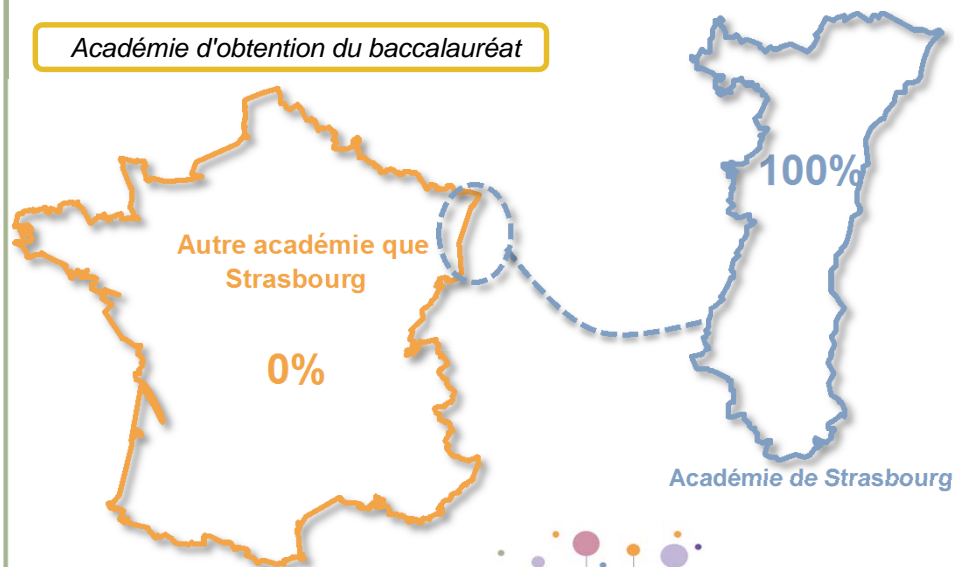 Académie d'obtention du baccalauréat
100%
Autre académie que
Strasbourg
0%
Académie de Strasbourg